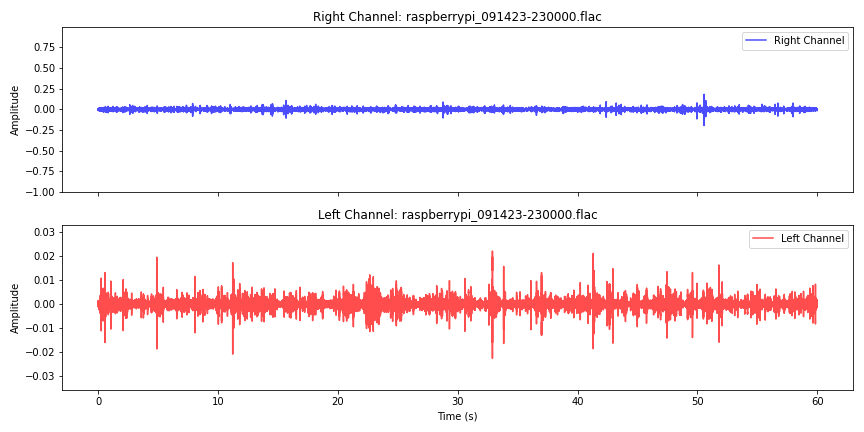 Right Channel: raspberrypi_091423-230000.flac
Right Channel
Amplitude
0.75
0.50
0.25
0.00
−0.25
−0.50
−0.75
−1.00
Left Channel: raspberrypi_091423-230000.flac
Left Channel
Amplitude
0.03
0.02
0.01
0.00
−0.01
−0.02
−0.03
0 10 20 30 40 50 60
Time (s)